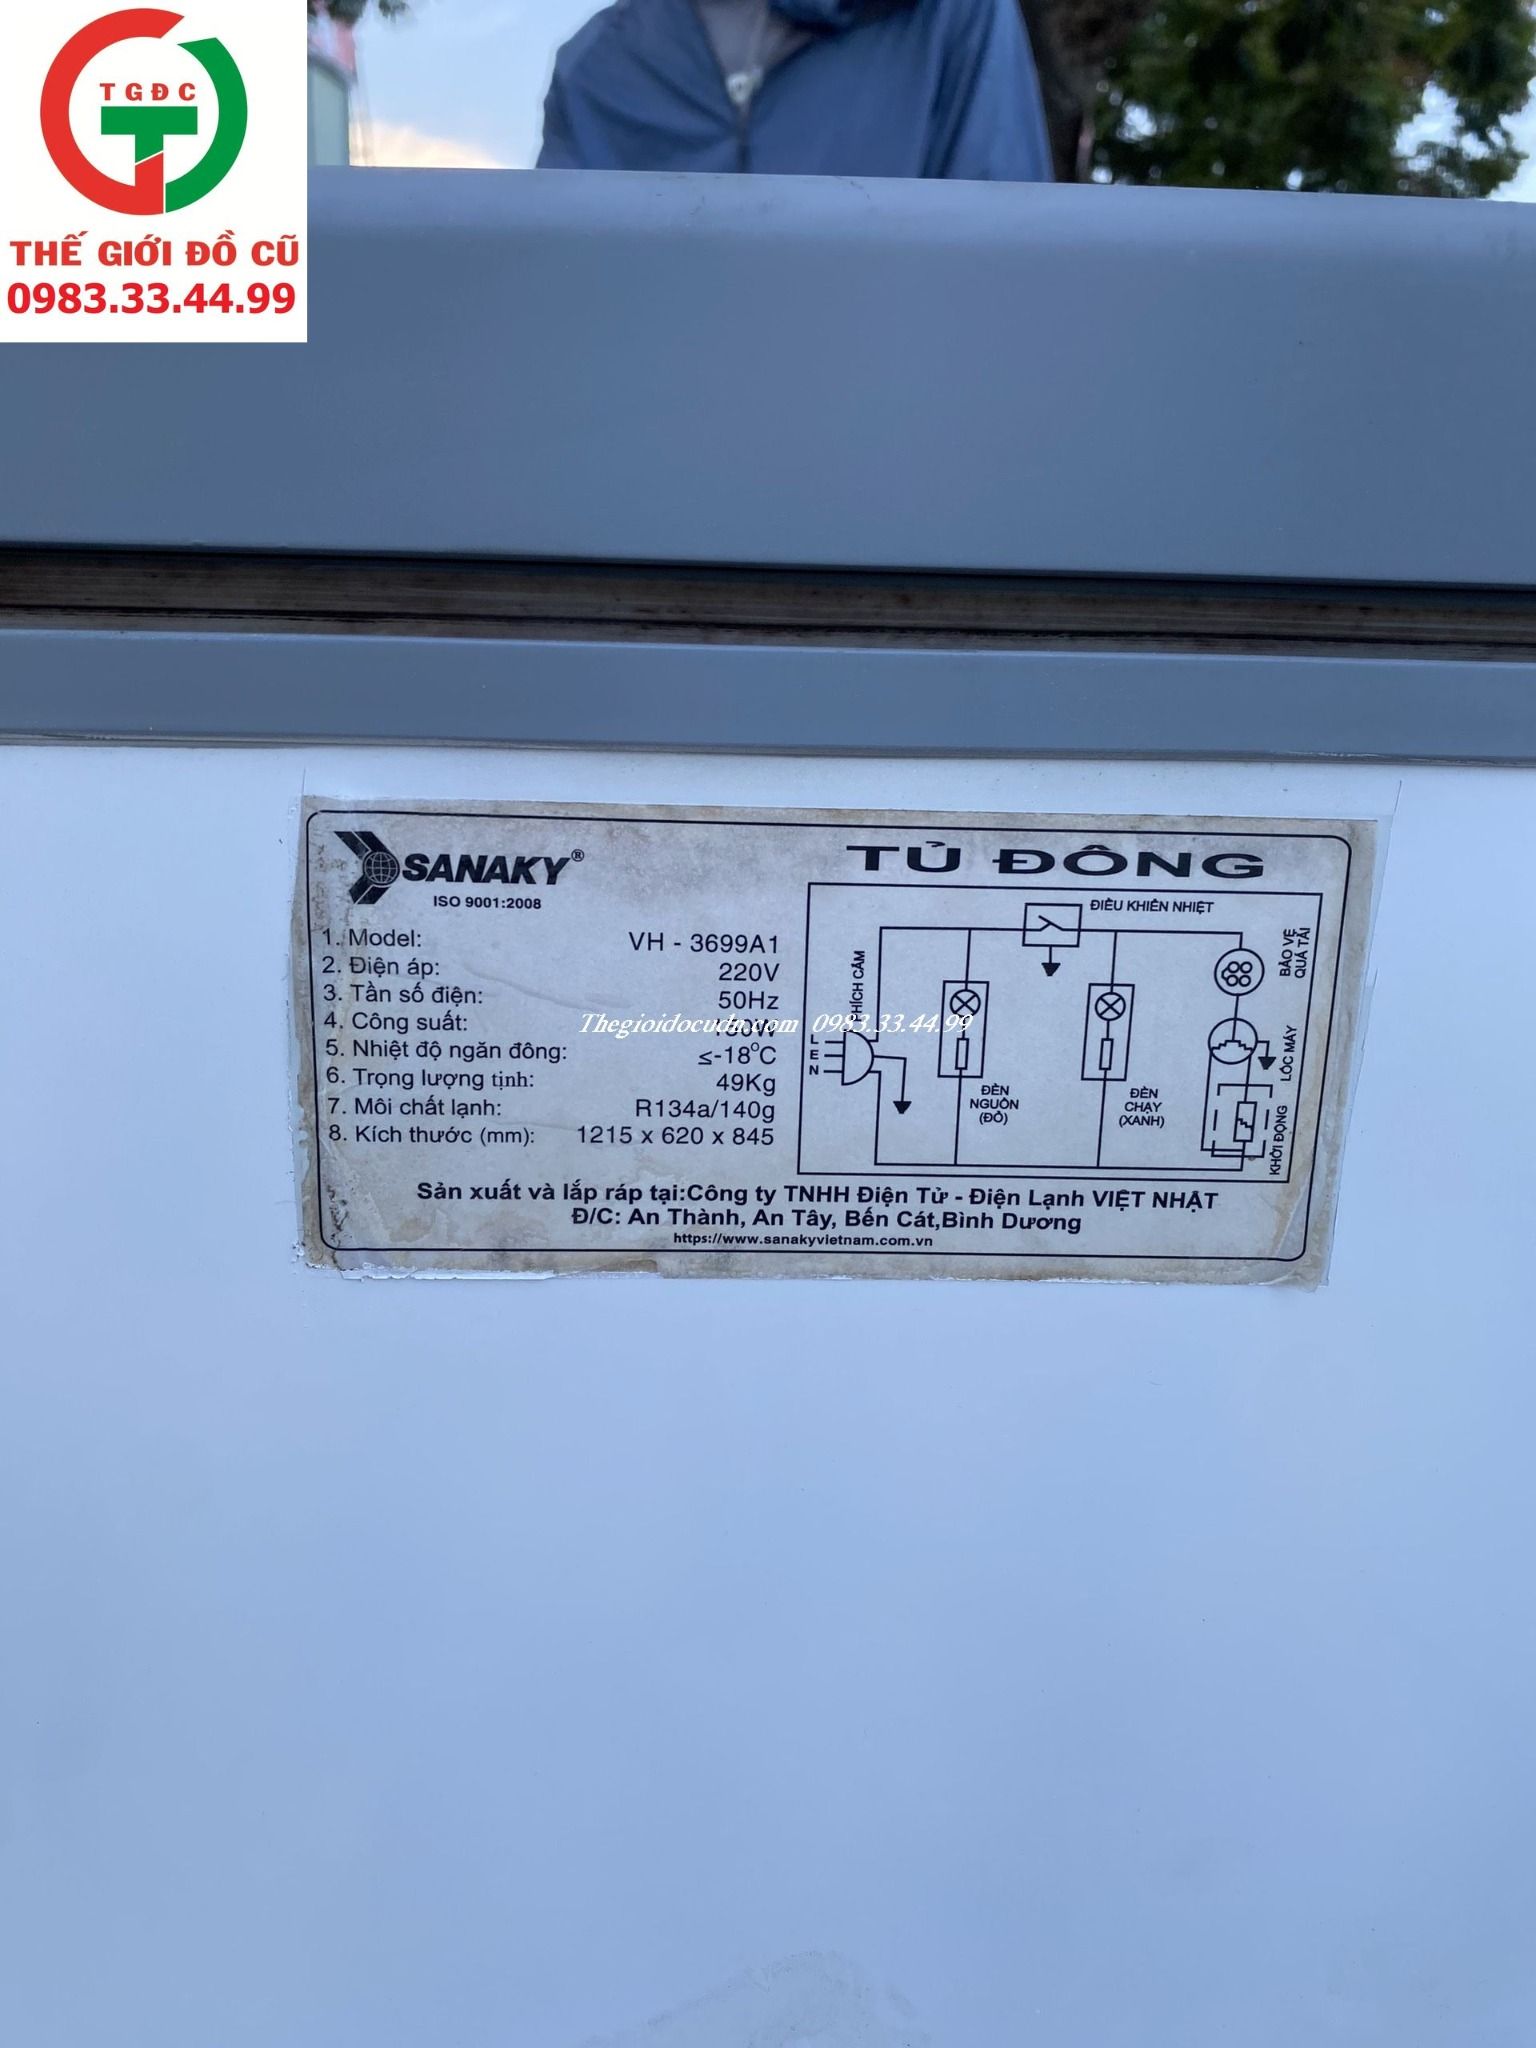 TGĐC
THẾ GIỚI ĐỒ CŨ
0983.33.44.99
SANAKY®
ISO 9001:2008
TỦ ĐÔNG
1. Model: VH - 3699A1
2. Điện áp: 220V
3. Tần số điện: 50Hz
4. Công suất:
Thegioidocudn.com 0983.33.44.99
5. Nhiệt độ ngăn đông: ≤-18°C
6. Trọng lượng tịnh: 49Kg
7. Môi chất lạnh: R134a/140g
8. Kích thước (mm): 1215 x 620 x 845
ĐIỀU KHIỂN NHIỆT
PHÍCH CẮM
L
E
N
ĐÈN
NGUỒN
(ĐỎ)
ĐÈN
CHẠY
(XANH)
BẢO VỆ
QUÁ TẢI
LỐC MÁY
KHỞI ĐỘNG
Sản xuất và lắp ráp tại:Công ty TNHH Điện Tử - Điện Lạnh VIỆT NHẬT
Đ/C: An Thành, An Tây, Bến Cát,Bình Dương
https://www.sanakyvietnam.com.vn